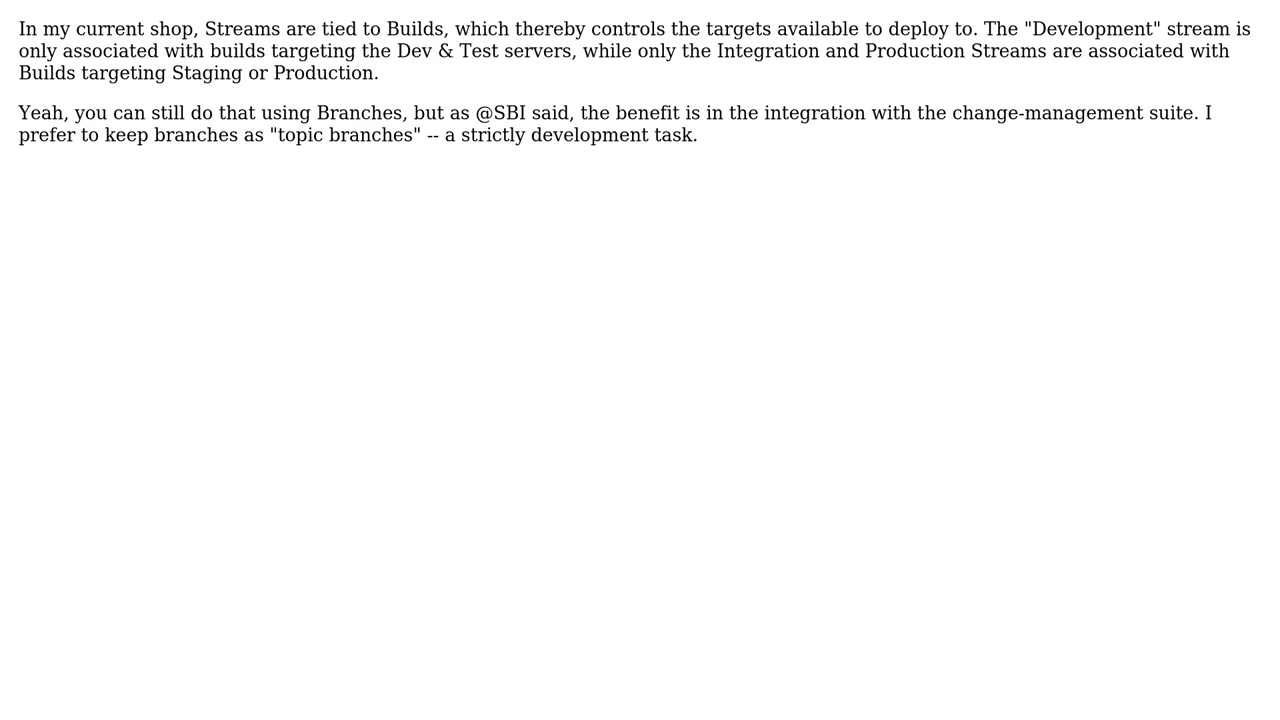 In my current shop, Streams are tied to Builds, which thereby controls the targets available to deploy to. The "Development" stream is
only associated with builds targeting the Dev & Test servers, while only the Integration and Production Streams are associated with
Builds targeting Staging or Production.
Yeah, you can still do that using Branches, but as @SBI said, the benefit is in the integration with the change-management suite. I
prefer to keep branches as "topic branches" -- a strictly development task.